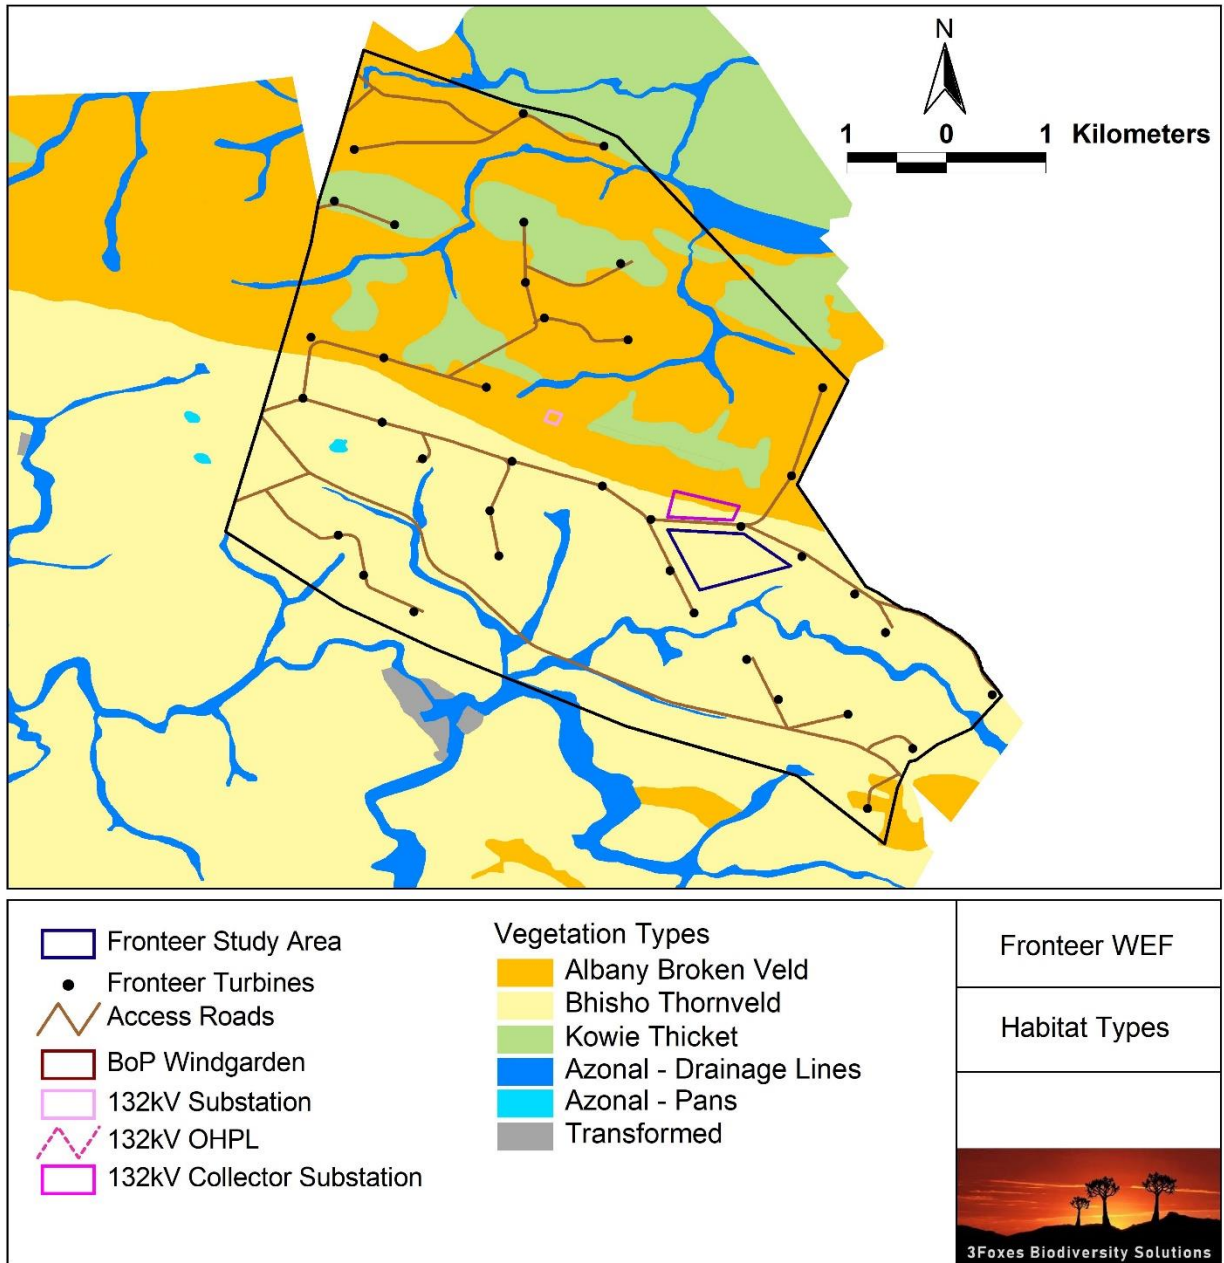 N
1 0 1 Kilometers
Fronteer Study Area
Fronteer Turbines
Access Roads
BoP Windgarden
132kV Substation
132kV OHPL
132kV Collector Substation
Vegetation Types
Albany Broken Veld
Bhisho Thornveld
Kowie Thicket
Azonal - Drainage Lines
Azonal - Pans
Transformed
Fronteer WEF
Habitat Types
3Foxes Biodiversity Solutions